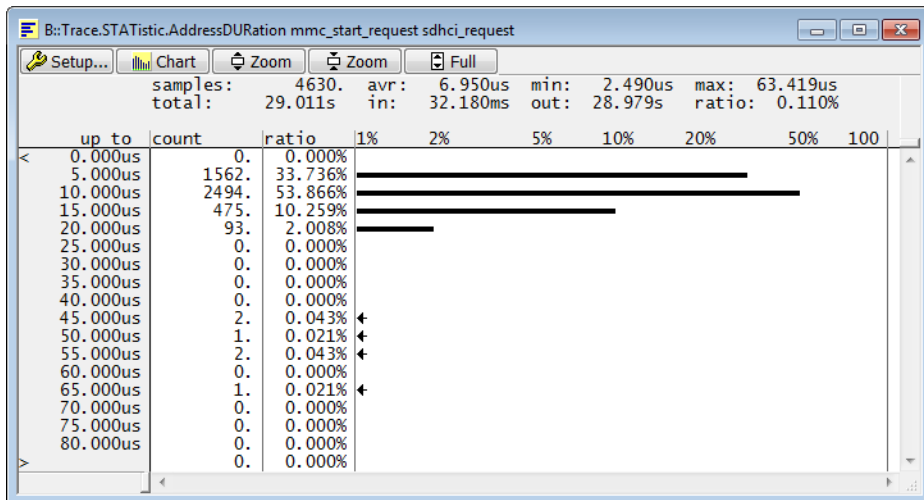 B::Trace.STATistic.AddressDURation mmc_start_request sdhci_request
Setup... Chart Zoom Zoom Full
samples: 4630. avr: 6.950us min: 2.490us max: 63.419us
total: 29.011s in: 32.180ms out: 28.979s ratio: 0.110%
up to count ratio 1% 2% 5% 10% 20% 50% 100
< 0.000us 0. 0.000%
5.000us 1562. 33.736%
10.000us 2494. 53.866%
15.000us 475. 10.259%
20.000us 93. 2.008%
25.000us 0. 0.000%
30.000us 0. 0.000%
35.000us 0. 0.000%
40.000us 0. 0.000%
45.000us 2. 0.043%
50.000us 1. 0.021%
55.000us 2. 0.043%
60.000us 0. 0.000%
65.000us 1. 0.021%
70.000us 0. 0.000%
75.000us 0. 0.000%
80.000us 0. 0.000%
> 0. 0.000%